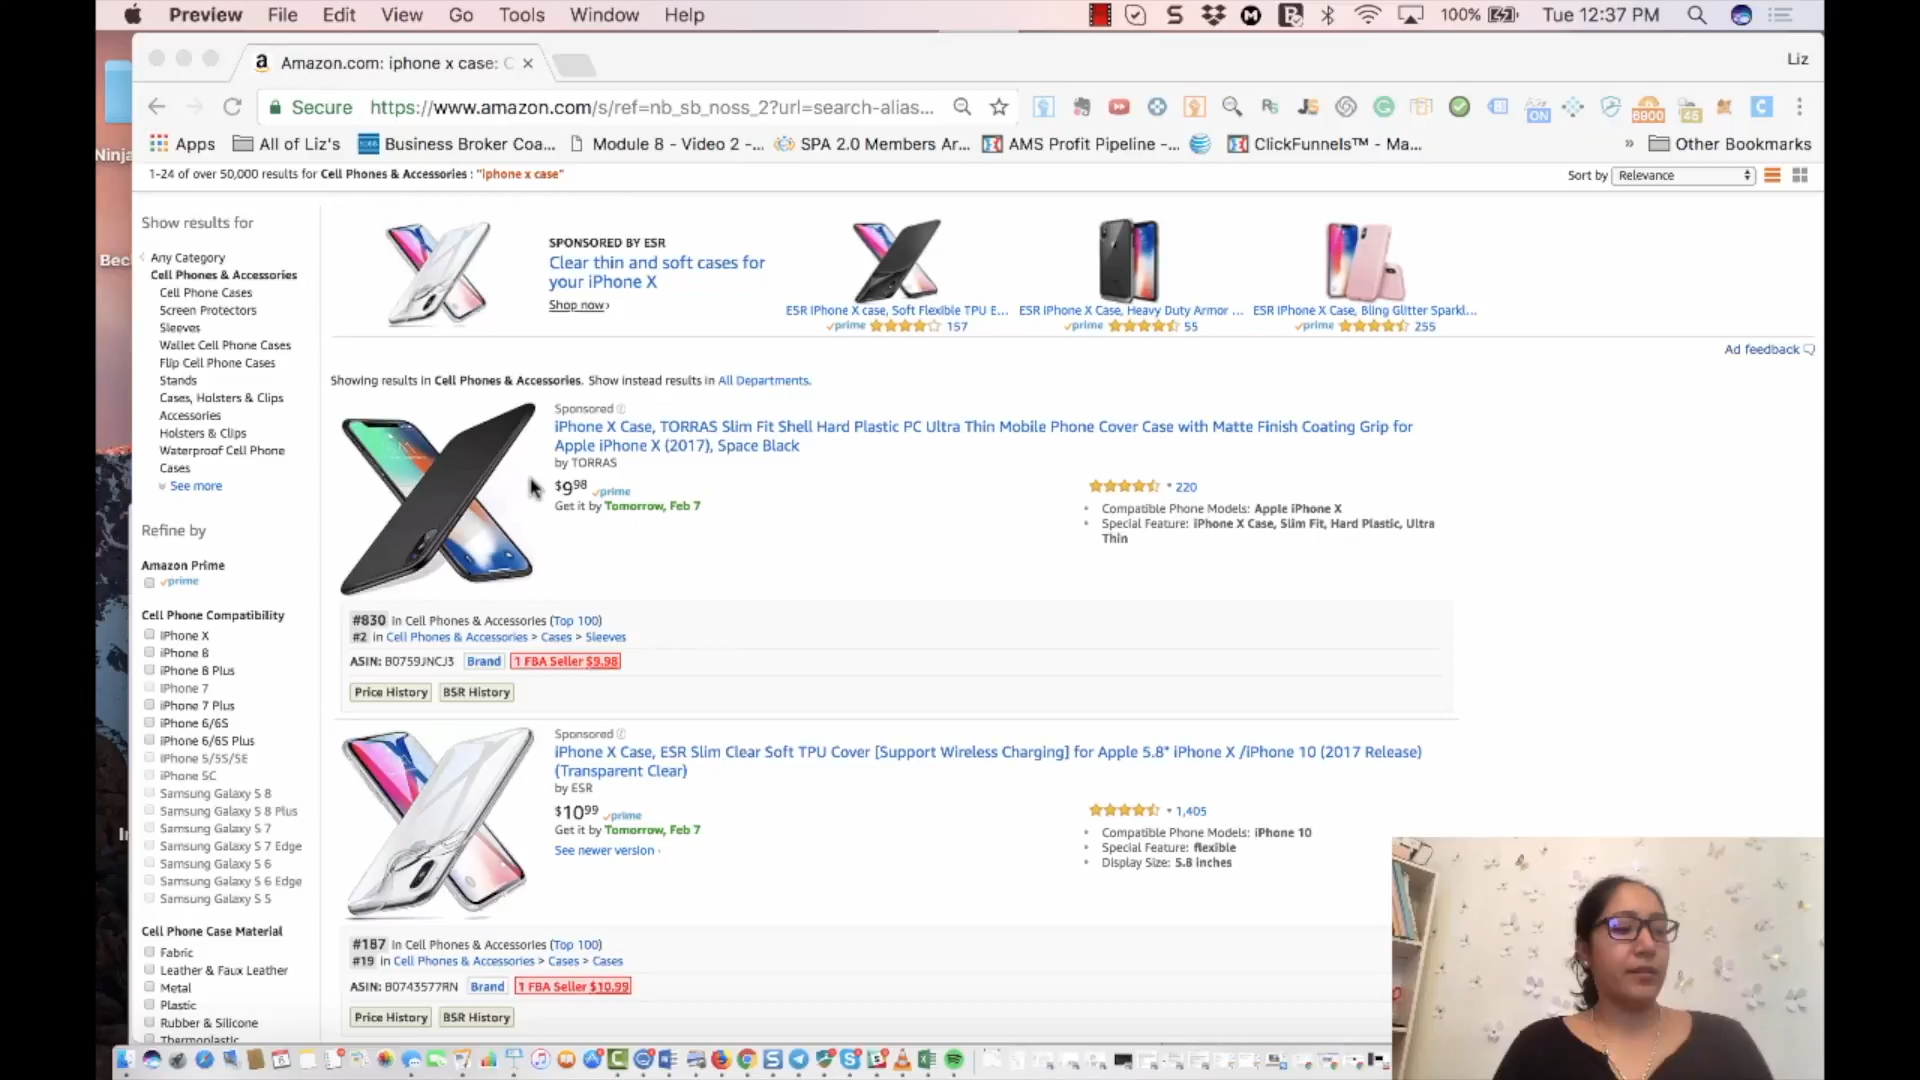 Preview File Edit View Go Tools Window Help 100% Tue 12:37 PM
Amazon.com: iphone x case: C Liz
Secure https://www.amazon.com/s/ref=nb_sb_noss_2?url=search-alias...
Apps All of Liz's Business Broker Coa... Module 8 - Video 2 -... SPA 2.0 Members Ar... AMS Profit Pipeline -... ClickFunnels™ - Ma... » Other Bookmarks
1-24 of over 50,000 results for Cell Phones & Accessories : "iphone x case" Sort by Relevance
Show results for
Any Category
Cell Phones & Accessories
Cell Phone Cases
Screen Protectors
Sleeves
Wallet Cell Phone Cases
Flip Cell Phone Cases
Stands
Cases, Holsters & Clips
Accessories
Holsters & Clips
Waterproof Cell Phone
Cases
See more
Refine by
Amazon Prime
prime
Cell Phone Compatibility
iPhone X
iPhone 8
iPhone 8 Plus
iPhone 7
iPhone 7 Plus
iPhone 6/6S
iPhone 6/6S Plus
iPhone 5/5S/5E
iPhone 5C
Samsung Galaxy S 8
Samsung Galaxy S 8 Plus
Samsung Galaxy S 7
Samsung Galaxy S 7 Edge
Samsung Galaxy S 6
Samsung Galaxy S 6 Edge
Samsung Galaxy S 5
Cell Phone Case Material
Fabric
Leather & Faux Leather
Metal
Plastic
Rubber & Silicone
Thermoplastic
SPONSORED BY ESR
Clear thin and soft cases for
your iPhone X
Shop now›
ESR iPhone X case, Soft Flexible TPU E...
prime 157
ESR iPhone X Case, Heavy Duty Armor ...
prime 55
ESR iPhone X Case, Bling Glitter Sparkl...
prime 255
Ad feedback
Showing results in Cell Phones & Accessories. Show instead results in All Departments.
Sponsored
iPhone X Case, TORRAS Slim Fit Shell Hard Plastic PC Ultra Thin Mobile Phone Cover Case with Matte Finish Coating Grip for
Apple iPhone X (2017), Space Black
by TORRAS
$9 98 prime
Get it by Tomorrow, Feb 7
220
Compatible Phone Models: Apple iPhone X
Special Feature: iPhone X Case, Slim Fit, Hard Plastic, Ultra
Thin
#830 in Cell Phones & Accessories (Top 100)
#2 in Cell Phones & Accessories > Cases > Sleeves
ASIN: B0759JNCJ3 Brand 1 FBA Seller $9.98
Price History BSR History
Sponsored
iPhone X Case, ESR Slim Clear Soft TPU Cover [Support Wireless Charging] for Apple 5.8" iPhone X /iPhone 10 (2017 Release)
(Transparent Clear)
by ESR
$10 99 prime
Get it by Tomorrow, Feb 7
See newer version
1,405
Compatible Phone Models: iPhone 10
Special Feature: flexible
Display Size: 5.8 inches
#187 in Cell Phones & Accessories (Top 100)
#19 in Cell Phones & Accessories > Cases > Cases
ASIN: B0743577RN Brand 1 FBA Seller $10.99
Price History BSR History